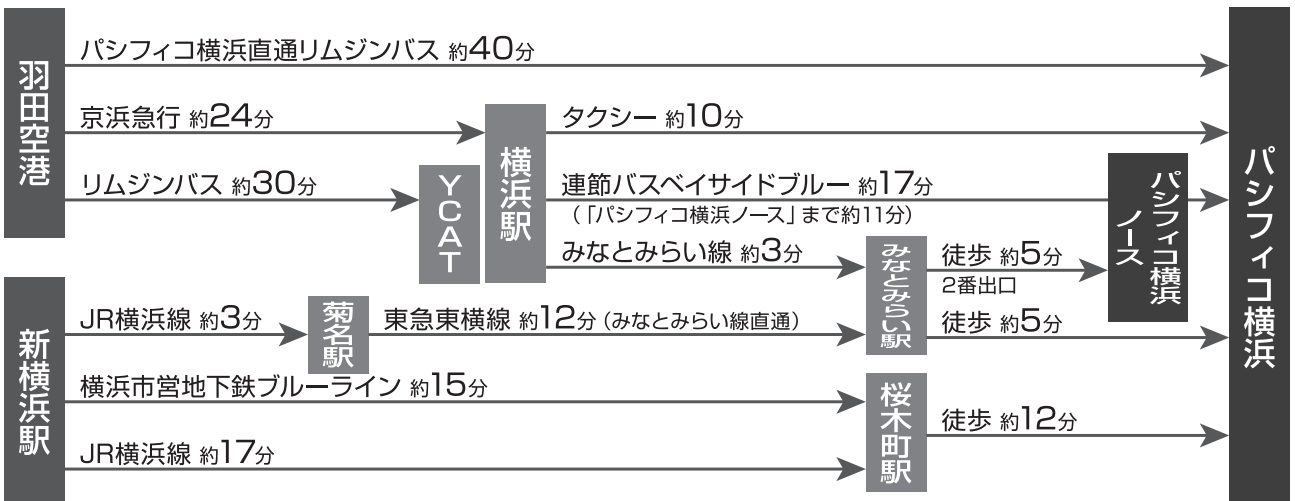 羽田空港
パシフィコ横浜直通リムジンバス 約40分
京浜急行 約24分
リムジンバス 約30分
YCAT
横浜駅
タクシー 約10分
連節バスベイサイドブルー 約17分
(「パシフィコ横浜ノース」まで約11分)
みなとみらい線 約3分
みなとみらい駅
徒歩 約5分
2番出口
パシフィコ横浜
ノース
徒歩 約5分
新横浜駅
JR横浜線 約3分
菊名駅
東急東横線 約12分(みなとみらい線直通)
横浜市営地下鉄ブルーライン 約15分
JR横浜線 約17分
桜木町駅
徒歩 約12分
パシフィコ横浜